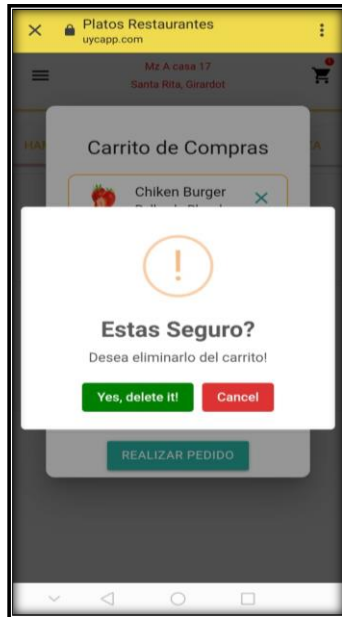 Platos Restaurantes
uycapp.com
Mz A casa 17
Santa Rita, Girardot
Carrito de Compras
Chiken Burger
!
Estas Seguro?
Desea eliminarlo del carrito!
Yes, delete it!
Cancel
REALIZAR PEDIDO